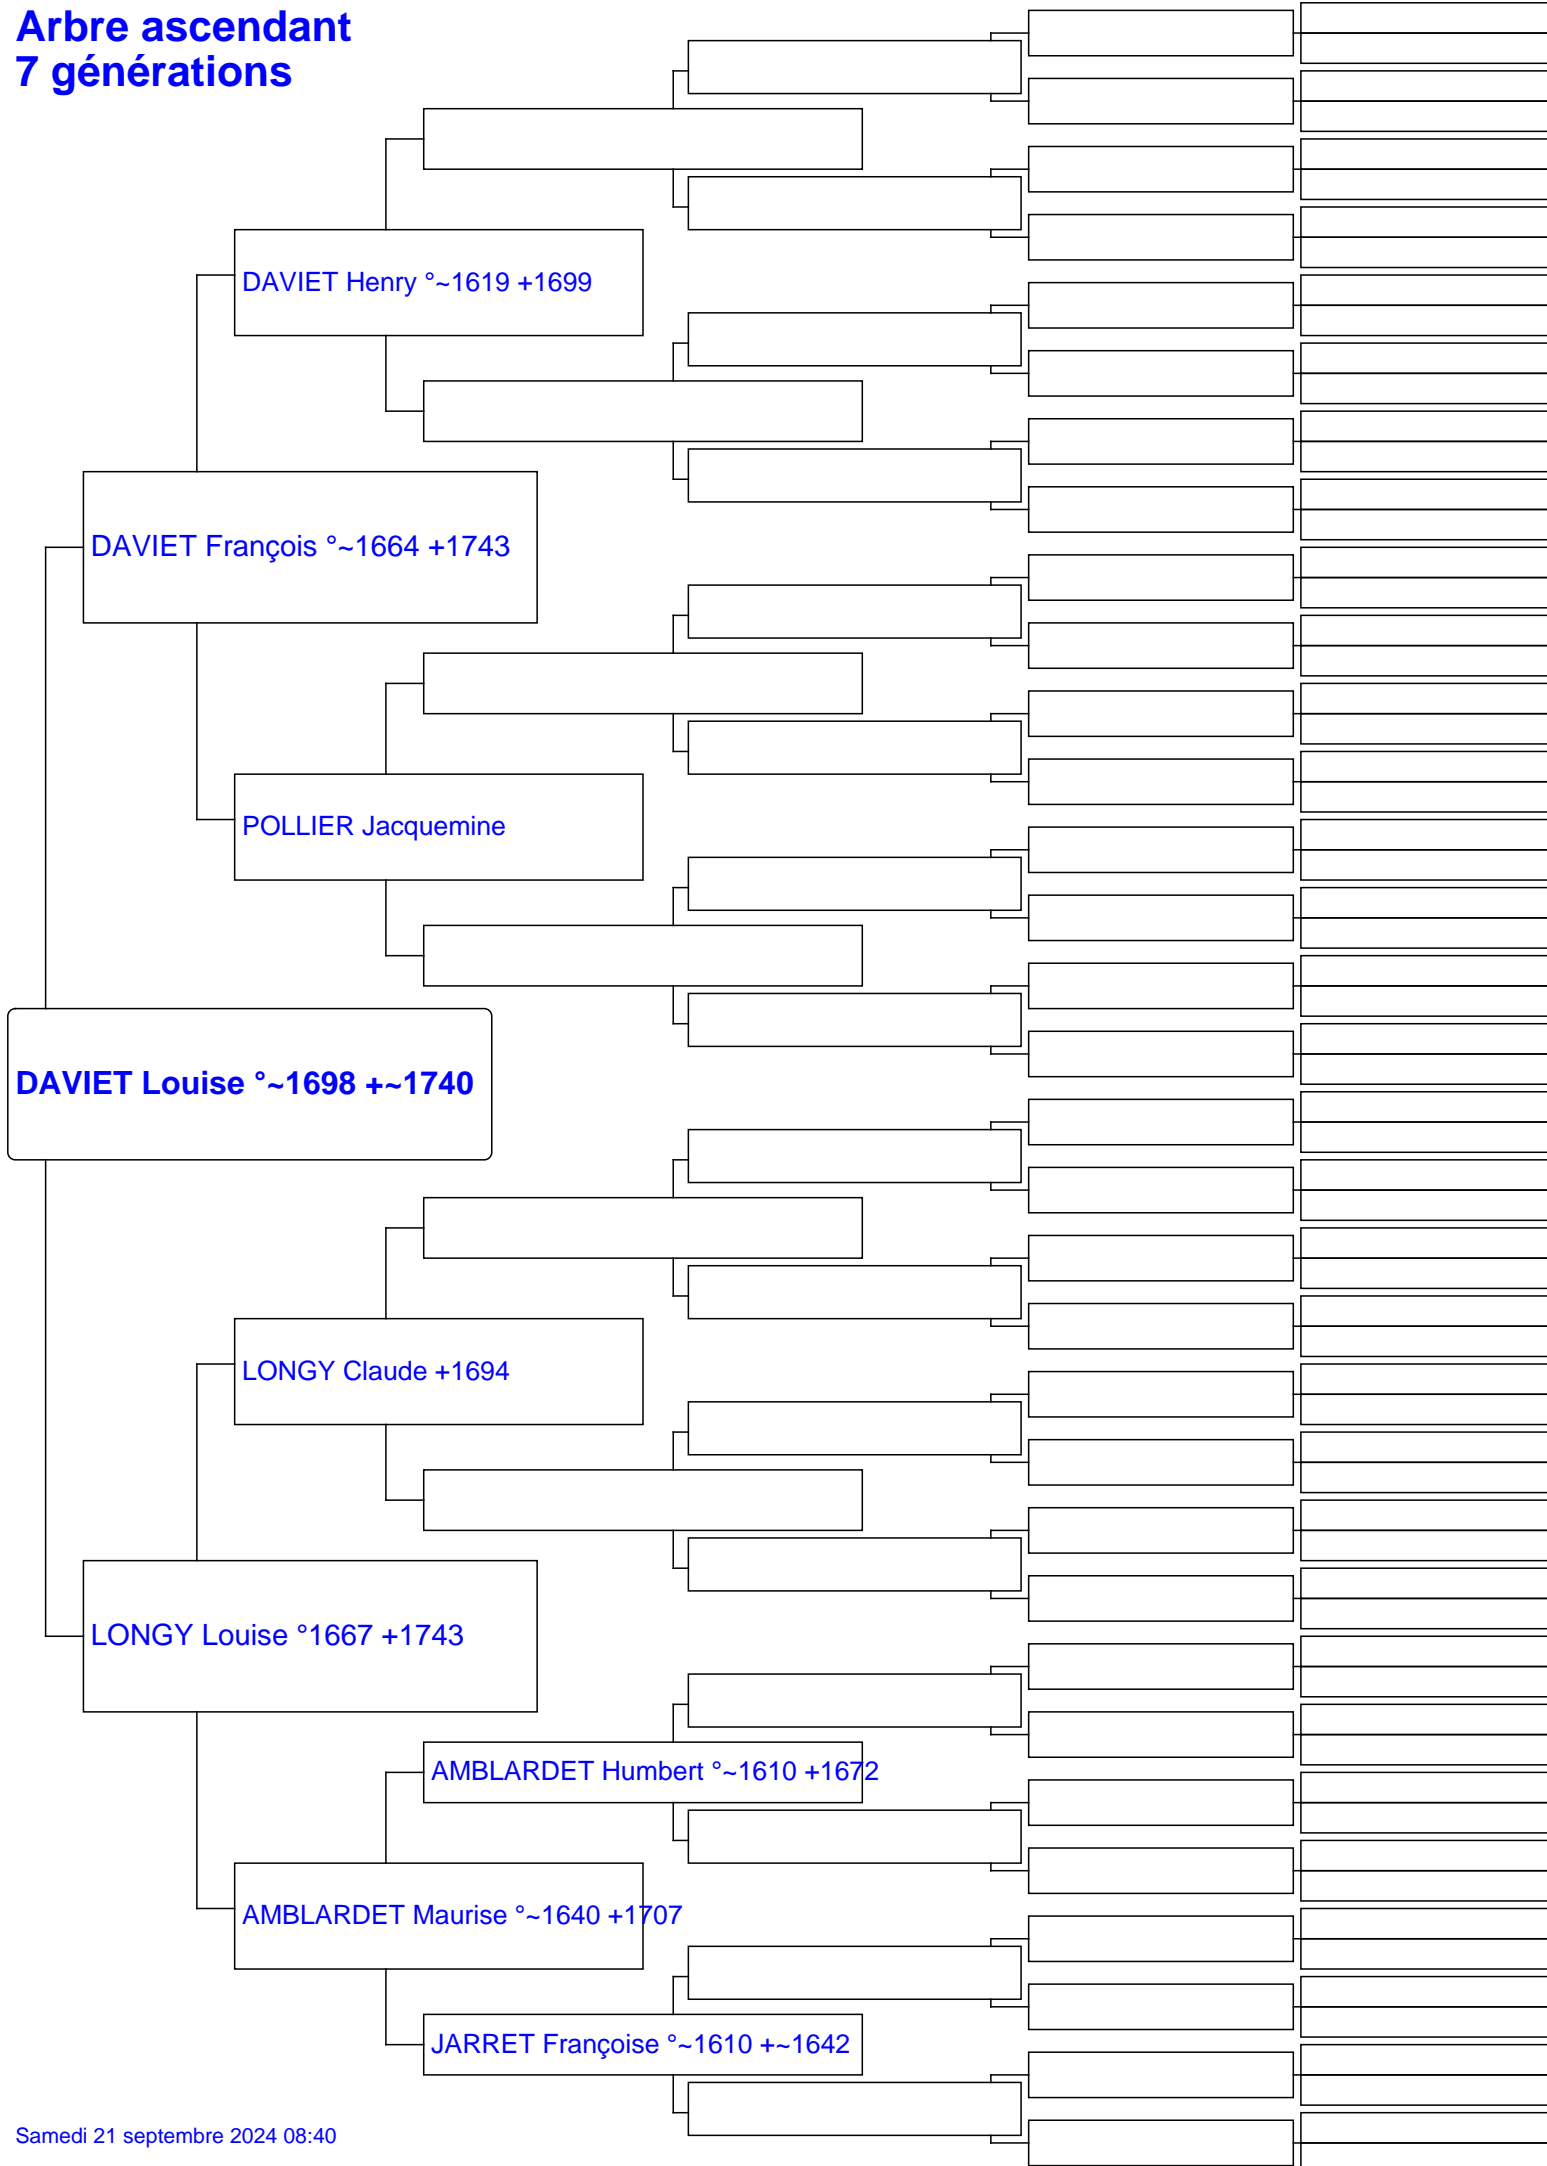 Arbre ascendant
7 générations
DAVIET Henry °~1619 +1699
DAVIET François °~1664 +1743
POLLIER Jacquemine
DAVIET Louise °~1698 +~1740
LONGY Claude +1694
LONGY Louise °1667 +1743
AMBLARDET Humbert °~1610 +1672
AMBLARDET Maurise °~1640 +1707
JARRET Françoise °~1610 +~1642
Samedi 21 septembre 2024 08:40